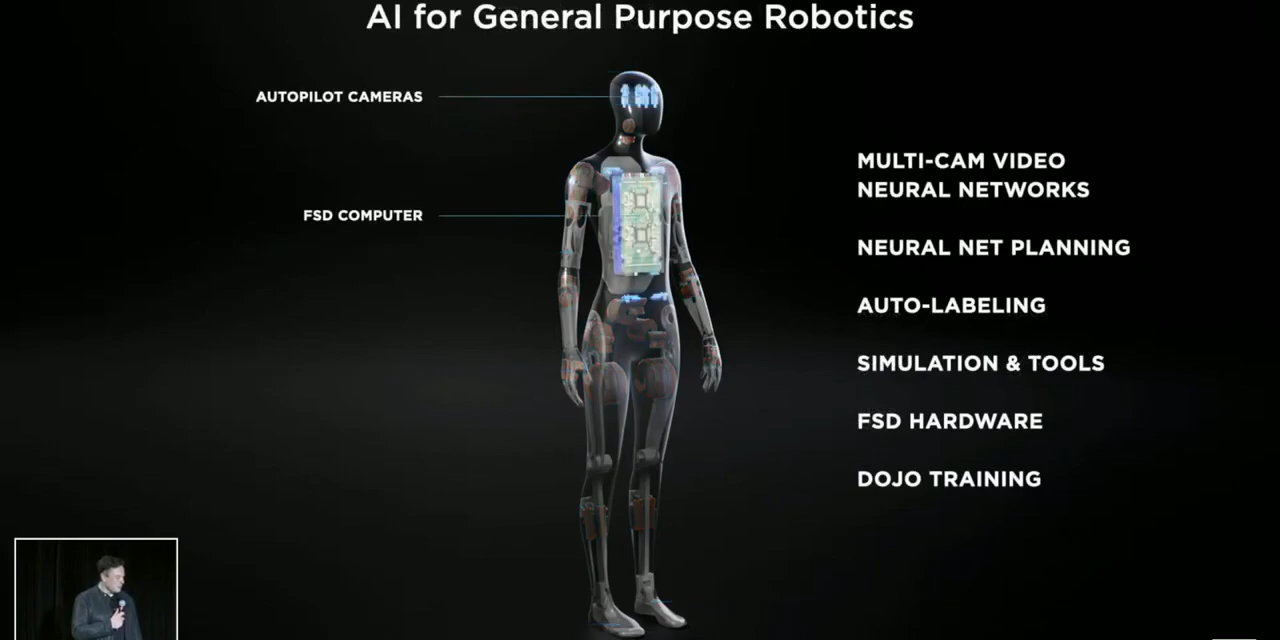 AI for General Purpose Robotics
AUTOPILOT CAMERAS
FSD COMPUTER
MULTI-CAM VIDEO
NEURAL NETWORKS
NEURAL NET PLANNING
AUTO-LABELING
SIMULATION & TOOLS
FSD HARDWARE
DOJO TRAINING